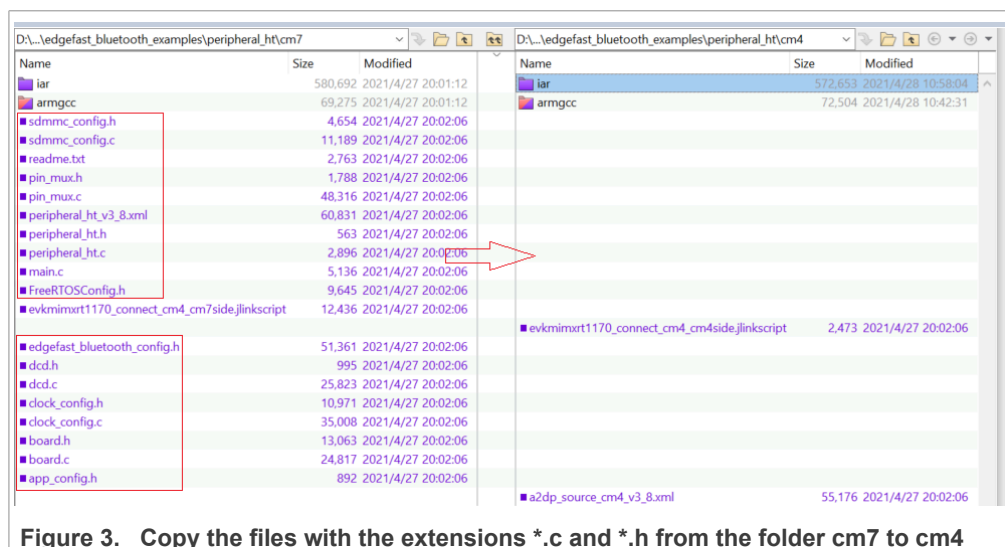 D:\...\edgefast_bluetooth_examples\peripheral_ht\cm7 D:\...\edgefast_bluetooth_examples\peripheral_ht\cm4
Name Size Modified Name Size Modified
iar 580,692 2021/4/27 20:01:12 iar 572,653 2021/4/28 10:58:04
armgcc 69,275 2021/4/27 20:01:12 armgcc 72,504 2021/4/28 10:42:31
sdmmc_config.h 4,654 2021/4/27 20:02:06
sdmmc_config.c 11,189 2021/4/27 20:02:06
readme.txt 2,763 2021/4/27 20:02:06
pin_mux.h 1,788 2021/4/27 20:02:06
pin_mux.c 48,316 2021/4/27 20:02:06
peripheral_ht_v3_8.xml 60,831 2021/4/27 20:02:06
peripheral_ht.h 563 2021/4/27 20:02:06
peripheral_ht.c 2,896 2021/4/27 20:02:06
main.c 5,136 2021/4/27 20:02:06
FreeRTOSConfig.h 9,645 2021/4/27 20:02:06
evkmimxrt1170_connect_cm4_cm7side.jlinkscript 12,436 2021/4/27 20:02:06
evkmimxrt1170_connect_cm4_cm4side.jlinkscript 2,473 2021/4/27 20:02:06
edgefast_bluetooth_config.h 51,361 2021/4/27 20:02:06
dcd.h 995 2021/4/27 20:02:06
dcd.c 25,823 2021/4/27 20:02:06
clock_config.h 10,971 2021/4/27 20:02:06
clock_config.c 35,008 2021/4/27 20:02:06
board.h 13,063 2021/4/27 20:02:06
board.c 24,817 2021/4/27 20:02:06
app_config.h 892 2021/4/27 20:02:06
a2dp_source_cm4_v3_8.xml 55,176 2021/4/27 20:02:06
Figure 3. Copy the files with the extensions *.c and *.h from the folder cm7 to cm4